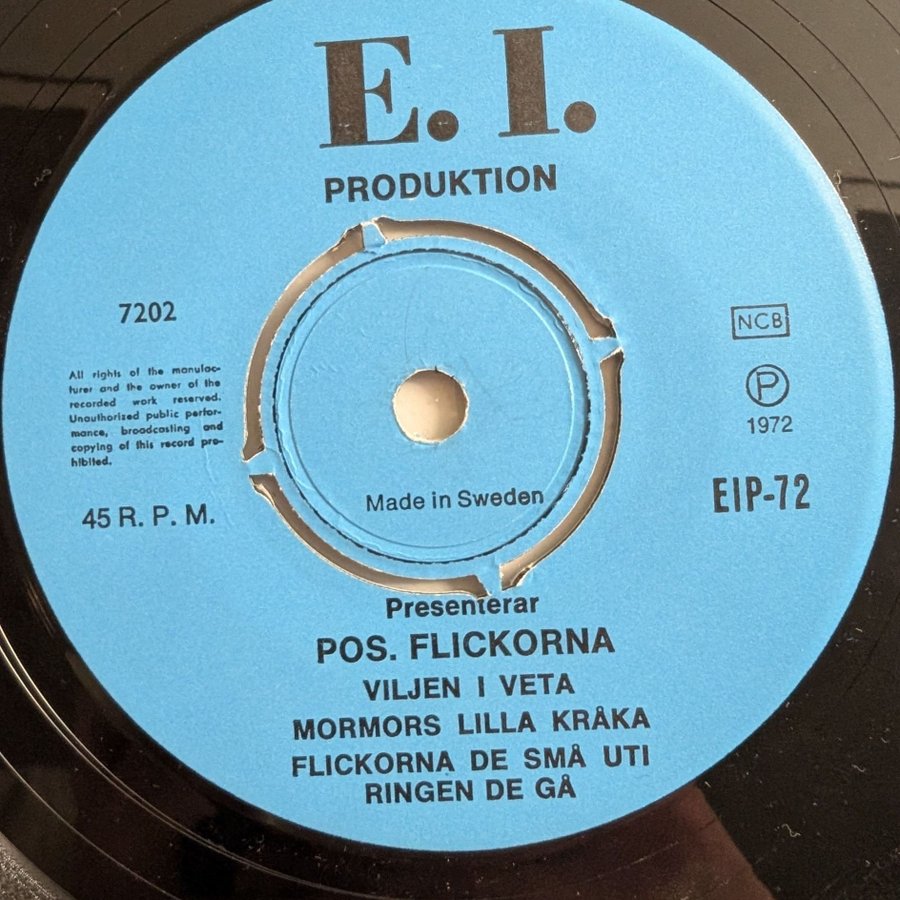 E. I.
PRODUKTION
7202
All rights of the manufac-
turer and the owner of the
recorded work reserved.
Unauthorized public perfor-
mance, broadcasting and
copying of this record pro-
hibited.
45 R. P. M.
NCB
Ⓟ
1972
EIP-72
Made in Sweden
Presenterar
POS. FLICKORNA
VILJEN I VETA
MORMORS LILLA KRÅKA
FLICKORNA DE SMÅ UTI
RINGEN DE GÅ